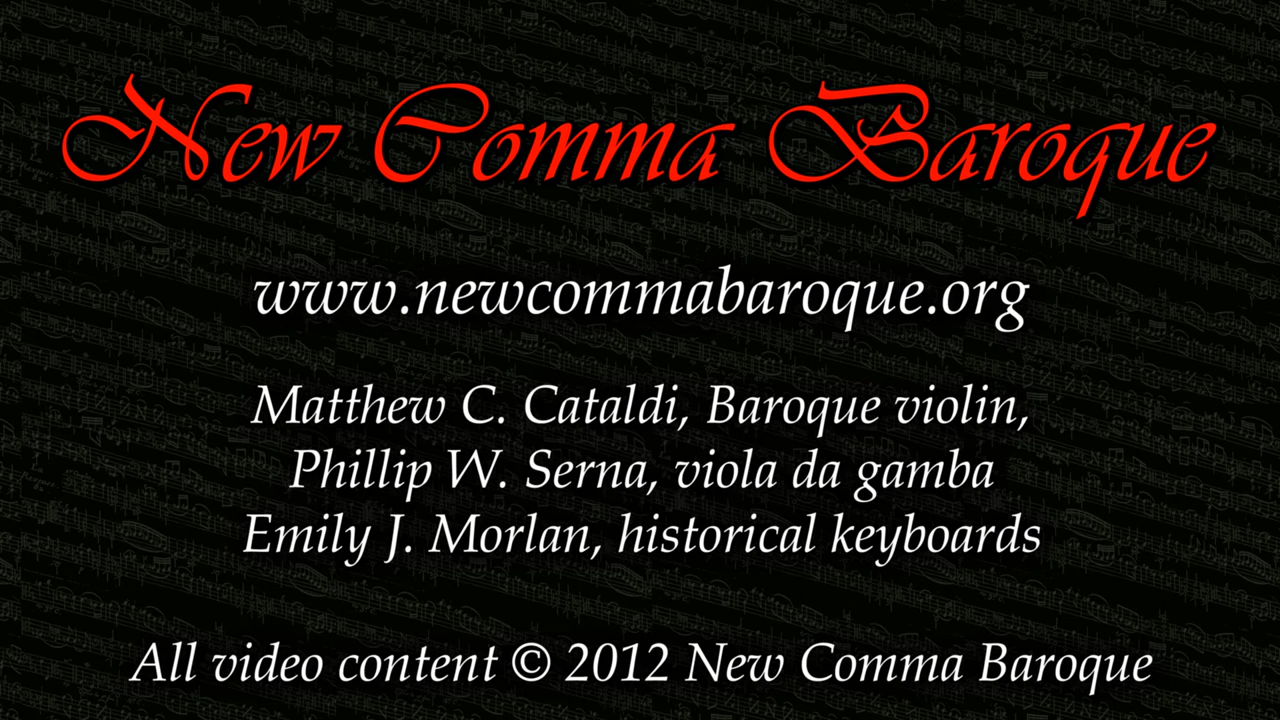 New Comma Baroque
www.newcommabaroque.org
Matthew C. Cataldi, Baroque violin,
Phillip W. Serna, viola da gamba
Emily J. Morlan, historical keyboards
All video content © 2012 New Comma Baroque